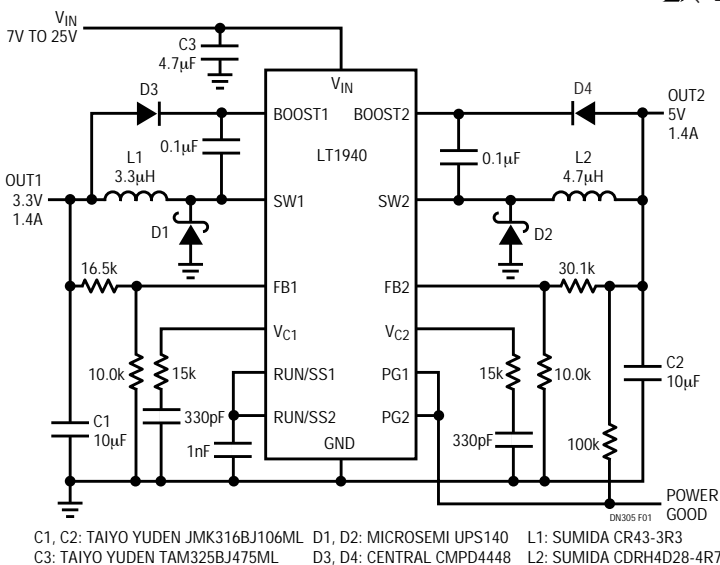 VIN
7V TO 25V
C3
4.7µF
D3
D4
VIN
BOOST1
BOOST2
OUT2
5V
1.4A
LT1940
0.1µF
0.1µF
L1
3.3µH
L2
4.7µH
OUT1
3.3V
1.4A
SW1
SW2
D1
D2
16.5k
30.1k
FB1
FB2
VC1
VC2
10.0k
15k
RUN/SS1
PG1
15k
10.0k
C2
10µF
C1
10µF
330pF
RUN/SS2
PG2
1nF
GND
330pF
100k
POWER
GOOD
DN305 F01
C1, C2: TAIYO YUDEN JMK316BJ106ML D1, D2: MICROSEMI UPS140 L1: SUMIDA CR43-3R3
C3: TAIYO YUDEN TAM325BJ475ML D3, D4: CENTRAL CMPD4448 L2: SUMIDA CDRH4D28-4R7